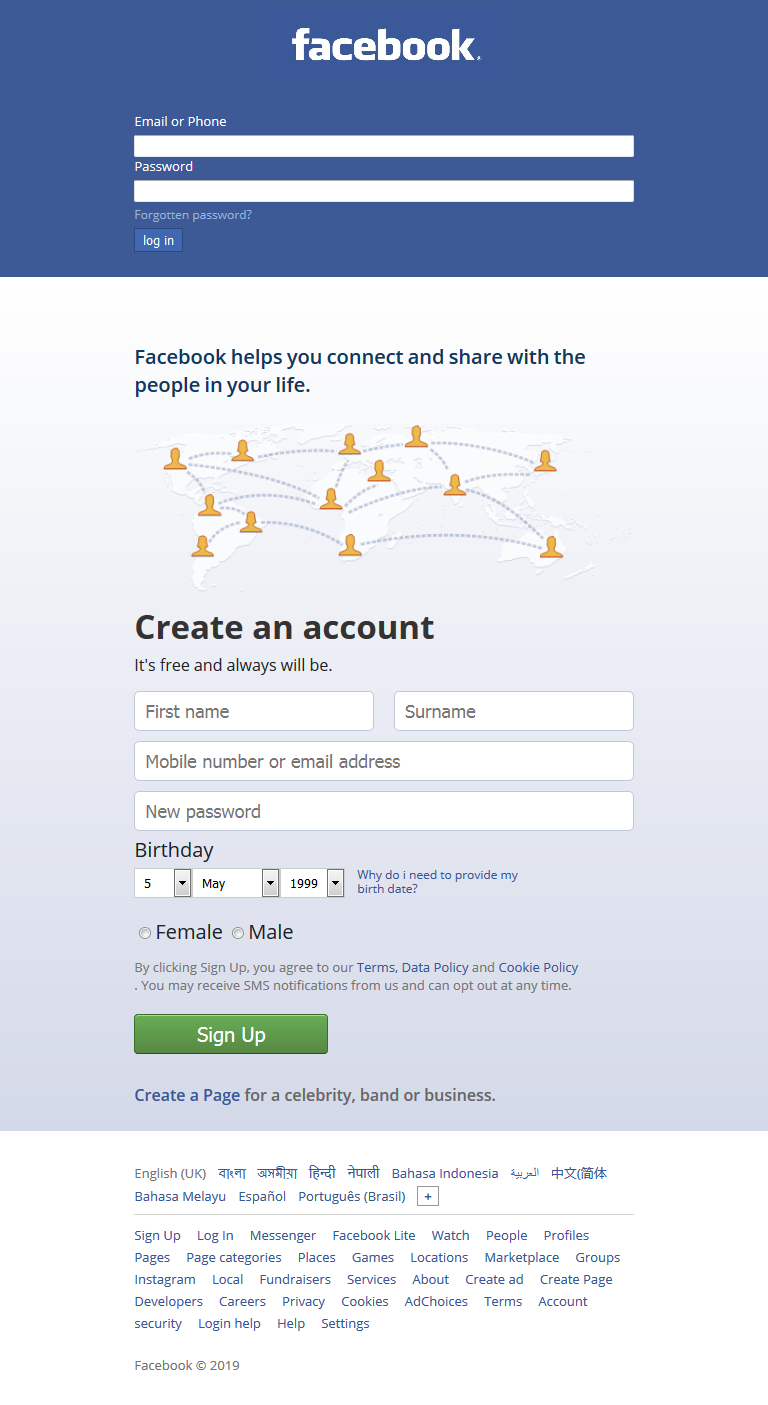 facebook
Email or Phone
Password
Forgotten password?
log in
Facebook helps you connect and share with the
people in your life.
Create an account
It's free and always will be.
First name Surname
Mobile number or email address
New password
Birthday
5 May 1999 Why do i need to provide my
birth date?
Female Male
By clicking Sign Up, you agree to our Terms, Data Policy and Cookie Policy
. You may receive SMS notifications from us and can opt out at any time.
Sign Up
Create a Page for a celebrity, band or business.
English (UK) বাংলা অসমীয়া हिन्दी नेपाली Bahasa Indonesia العربية 中文(简体
Bahasa Melayu Español Português (Brasil) +
Sign Up Log In Messenger Facebook Lite Watch People Profiles
Pages Page categories Places Games Locations Marketplace Groups
Instagram Local Fundraisers Services About Create ad Create Page
Developers Careers Privacy Cookies AdChoices Terms Account
security Login help Help Settings
Facebook © 2019